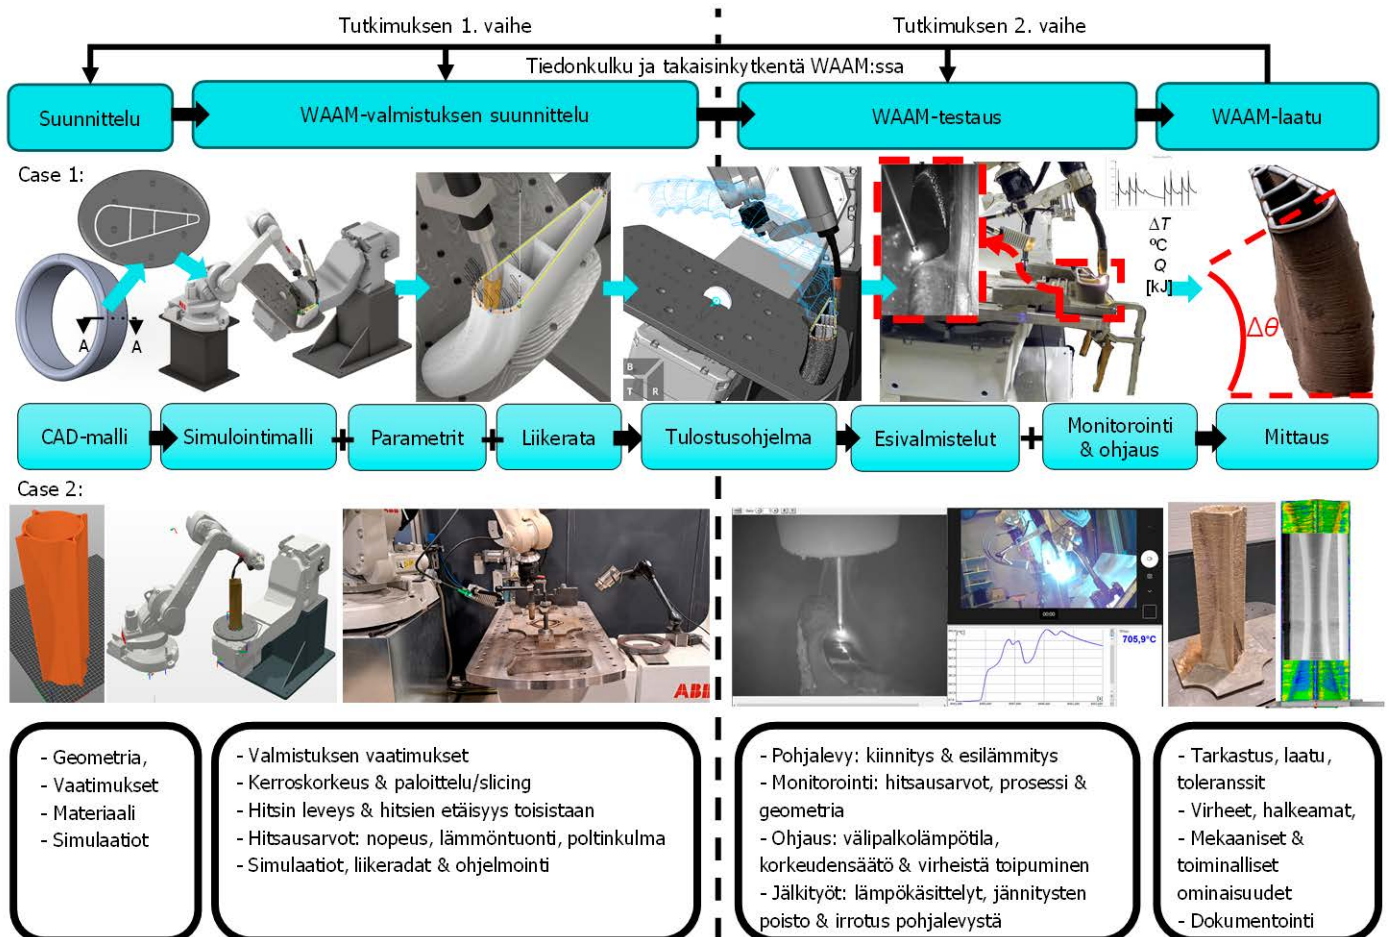 Tutkimuksen 1. vaihe
Tutkimuksen 2. vaihe
Tiedonkulku ja takaisinkytkentä WAAM:ssa
Suunnittelu
WAAM-valmistuksen suunnittelu
WAAM-testaus
WAAM-laatu
Case 1:
A A
ABB
B
T R
ΔT
ºC
Q
[kJ]
Δθ
CAD-malli
Simulointimalli
Parametrit
Liikerata
Tulostusohjelma
Esivalmistelut
Monitorointi
& ohjaus
Mittaus
Case 2:
ABB
00:00
705,9°C
- Geometria,
- Vaatimukset
- Materiaali
- Simulaatiot
- Valmistuksen vaatimukset
- Kerroskorkeus & paloittelu/slicing
- Hitsin leveys & hitsien etäisyys toisistaan
- Hitsausarvot: nopeus, lämmöntuonti, poltinkulma
- Simulaatiot, liikeradat & ohjelmointi
- Pohjalevy: kiinnitys & esilämmitys
- Monitorointi: hitsausarvot, prosessi &
geometria
- Ohjaus: välipalkolämpötila,
korkeudensäätö & virheistä toipuminen
- Jälkityöt: lämpökäsittelyt, jännitysten
poisto & irrotus pohjalevystä
- Tarkastus, laatu,
toleranssit
- Virheet, halkeamat,
- Mekaaniset &
toiminalliset
ominaisuudet
- Dokumentointi